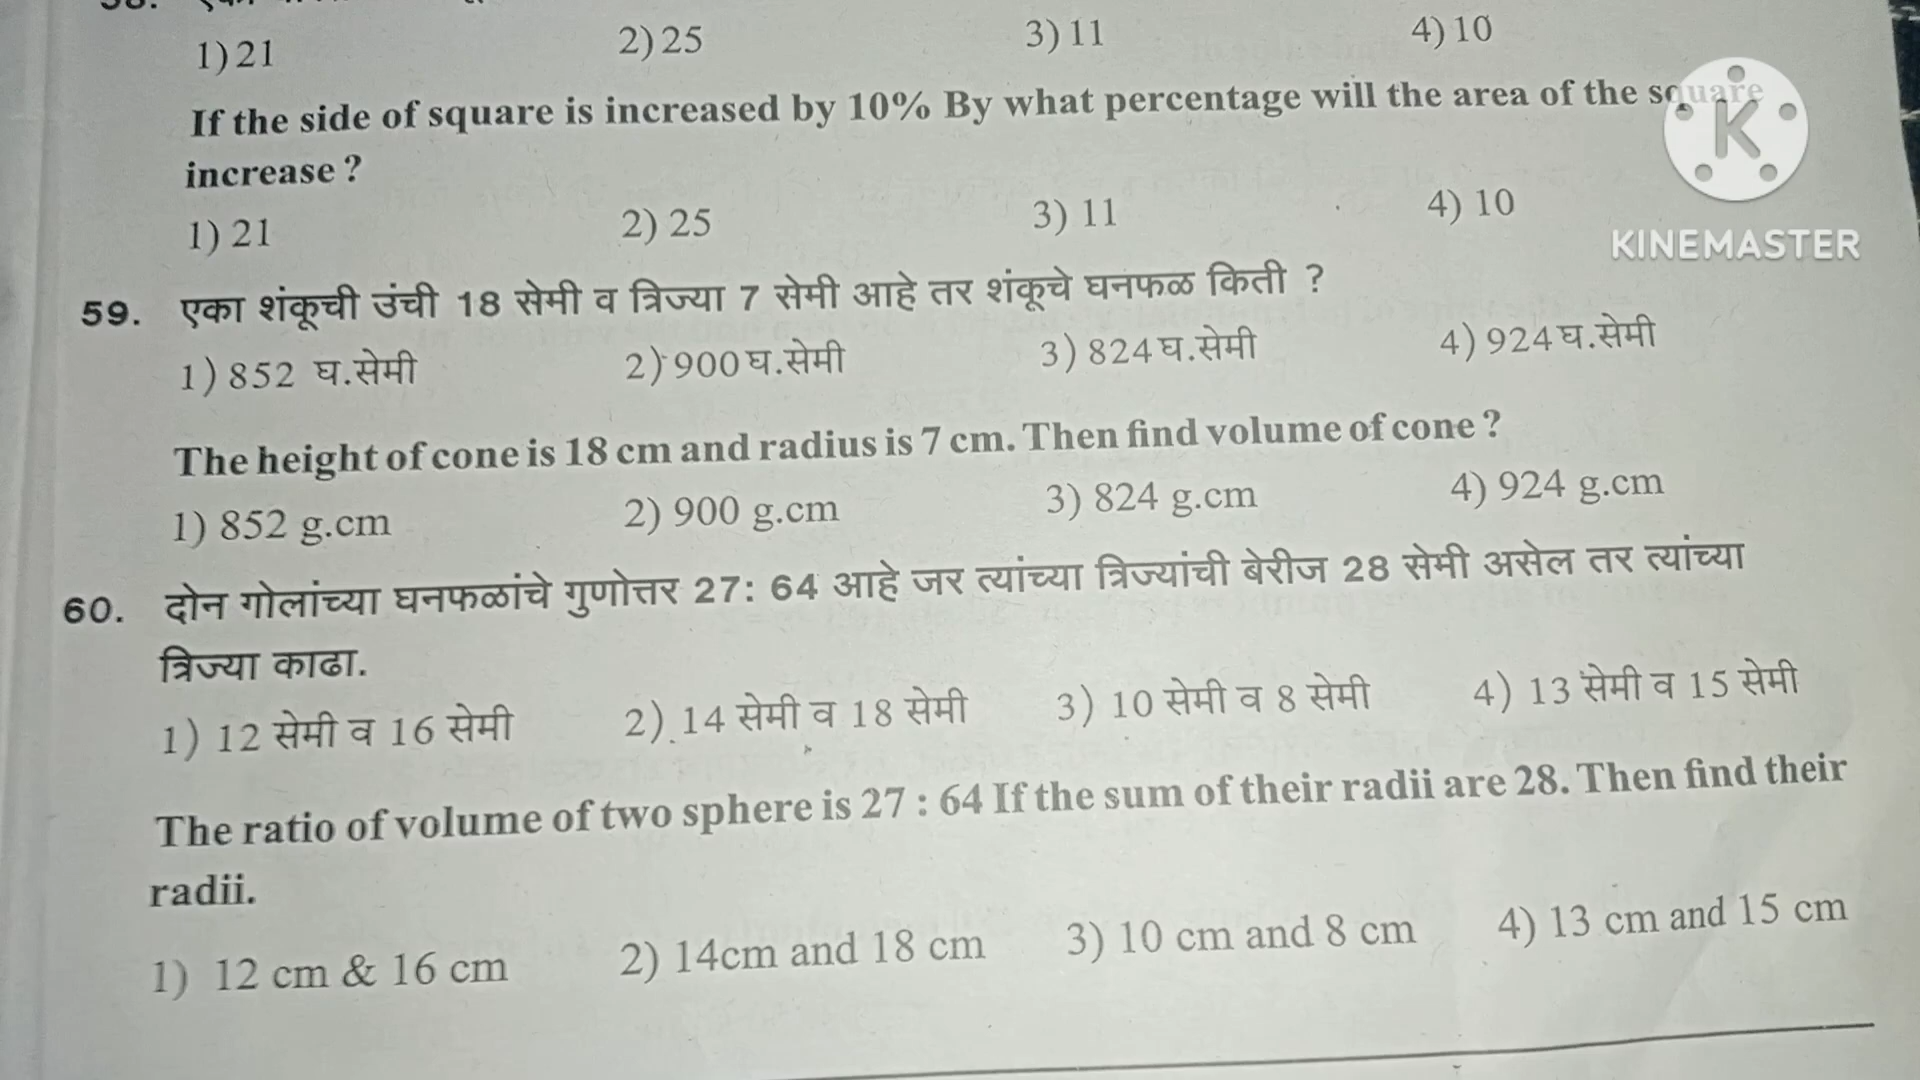 1) 21 2) 25 3) 11 4) 10
If the side of square is increased by 10% By what percentage will the area of the square
increase ?
1) 21 2) 25 3) 11 4) 10
KINEMASTER
59. एका शंकूची उंची 18 सेमी व त्रिज्या 7 सेमी आहे तर शंकूचे घनफळ किती ?
1) 852 घ.सेमी 2) 900 घ.सेमी 3) 824 घ.सेमी 4) 924 घ.सेमी
The height of cone is 18 cm and radius is 7 cm. Then find volume of cone ?
1) 852 g.cm 2) 900 g.cm 3) 824 g.cm 4) 924 g.cm
60. दोन गोलांच्या घनफळांचे गुणोत्तर 27: 64 आहे जर त्यांच्या त्रिज्यांची बेरीज 28 सेमी असेल तर त्यांच्या
त्रिज्या काढा.
1) 12 सेमी व 16 सेमी 2) 14 सेमी व 18 सेमी 3) 10 सेमी व 8 सेमी 4) 13 सेमी व 15 सेमी
The ratio of volume of two sphere is 27 : 64 If the sum of their radii are 28. Then find their
radii.
1) 12 cm & 16 cm 2) 14cm and 18 cm 3) 10 cm and 8 cm 4) 13 cm and 15 cm